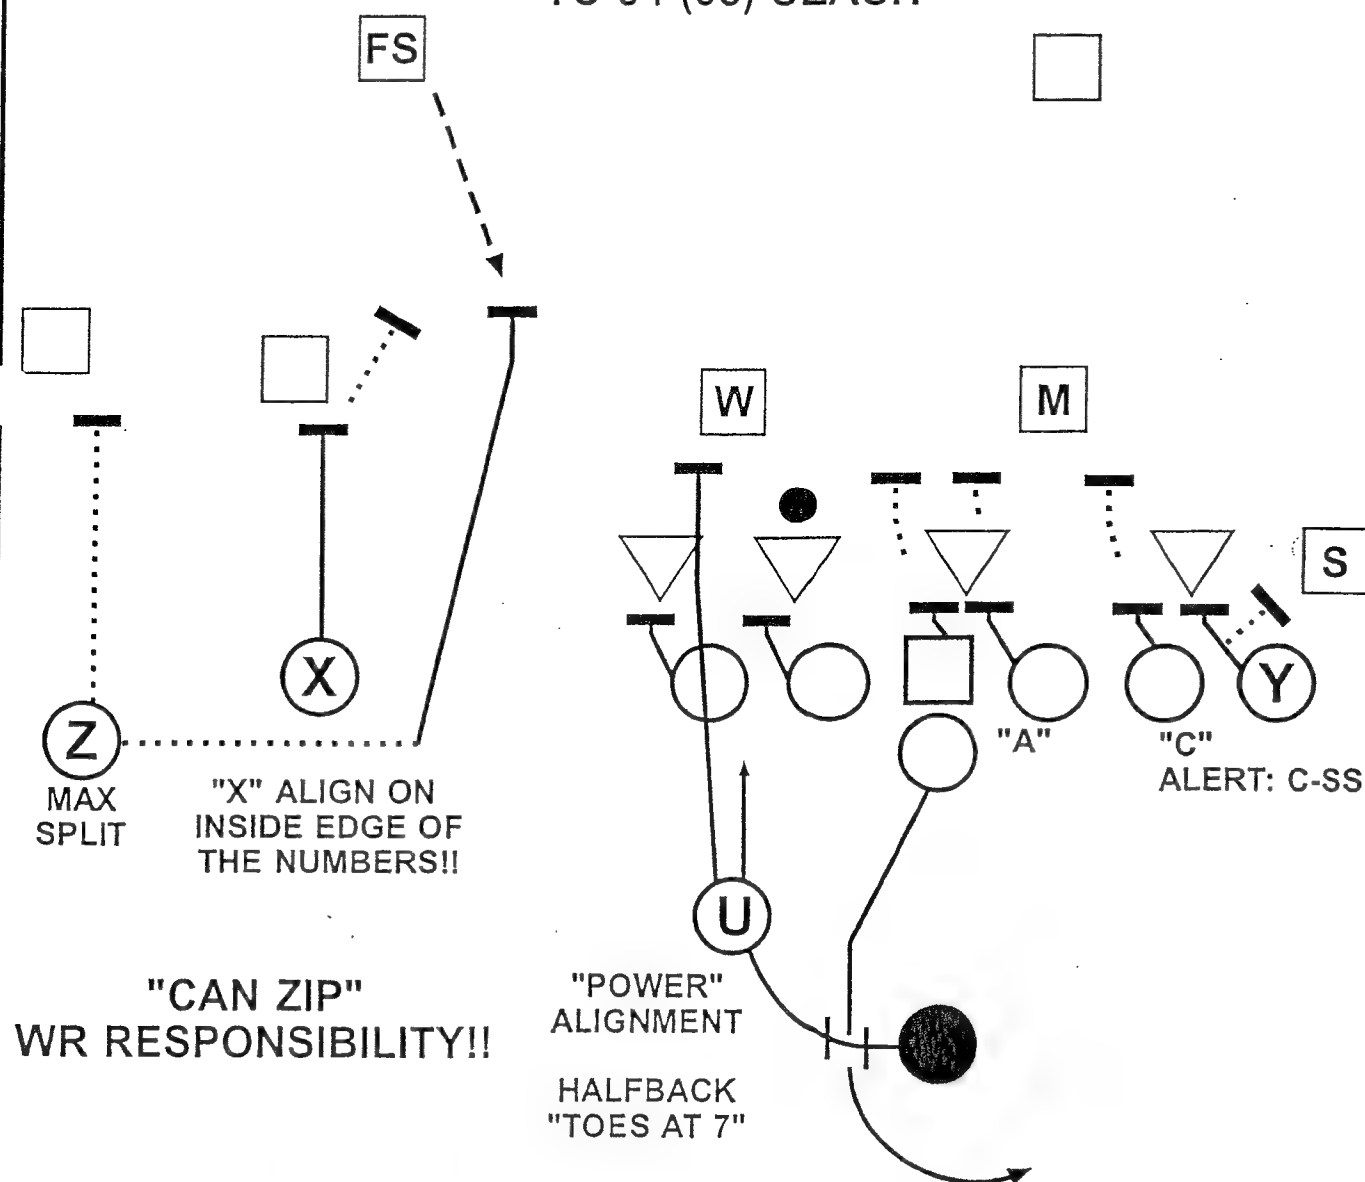 FS
W
M
S
X
Z
Y
"A"
"C"
ALERT: C-SS
MAX
SPLIT
"X" ALIGN ON
INSIDE EDGE OF
THE NUMBERS!!
U
"CAN ZIP"
WR RESPONSIBILITY!!
"POWER"
ALIGNMENT
HALFBACK
"TOES AT 7"